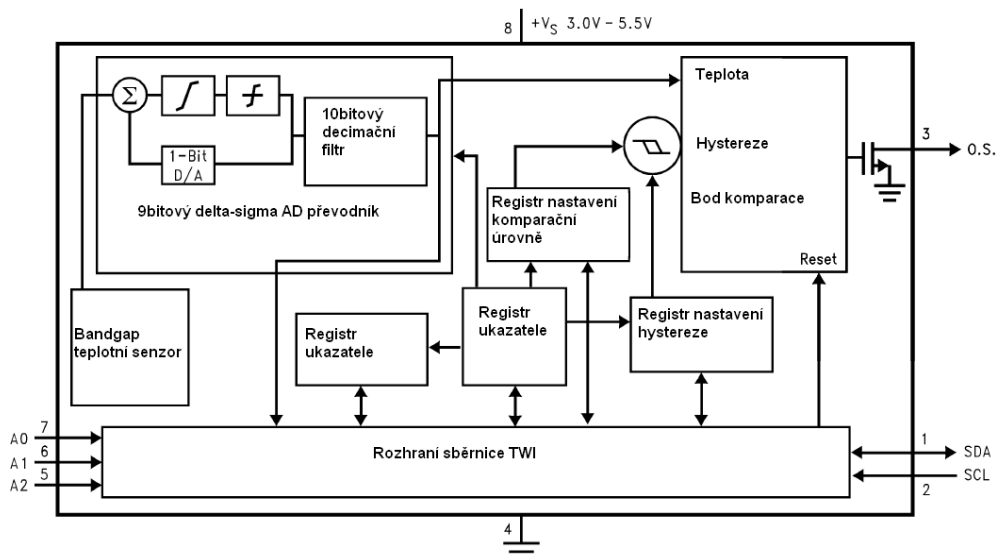 8 +VS 3.0V – 5.5V
Teplota
Σ
10bitový
decimační
filtr
3
O.S.
Hystereze
1-Bit
D/A
Registr nastavení
komparační
úrovně
Bod komparace
9bitový delta-sigma AD převodník
Reset
Bandgap
teplotní senzor
Registr
ukazatele
Registr
ukazatele
Registr nastavení
hystereze
A0 7
A1 6
A2 5
Rozhraní sběrnice TWI
1 SDA
SCL
2
4